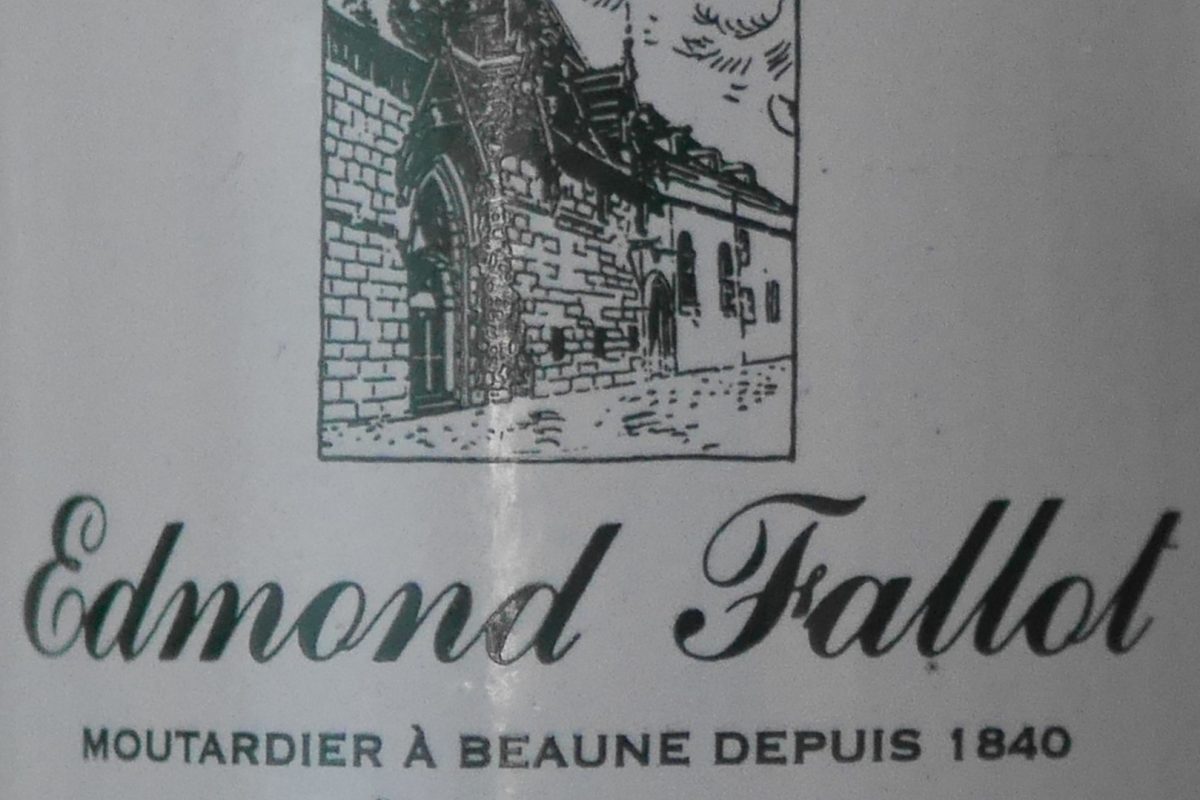 Edmond Fallot
MOUTARDIER À BEAUNE DEPUIS 1840